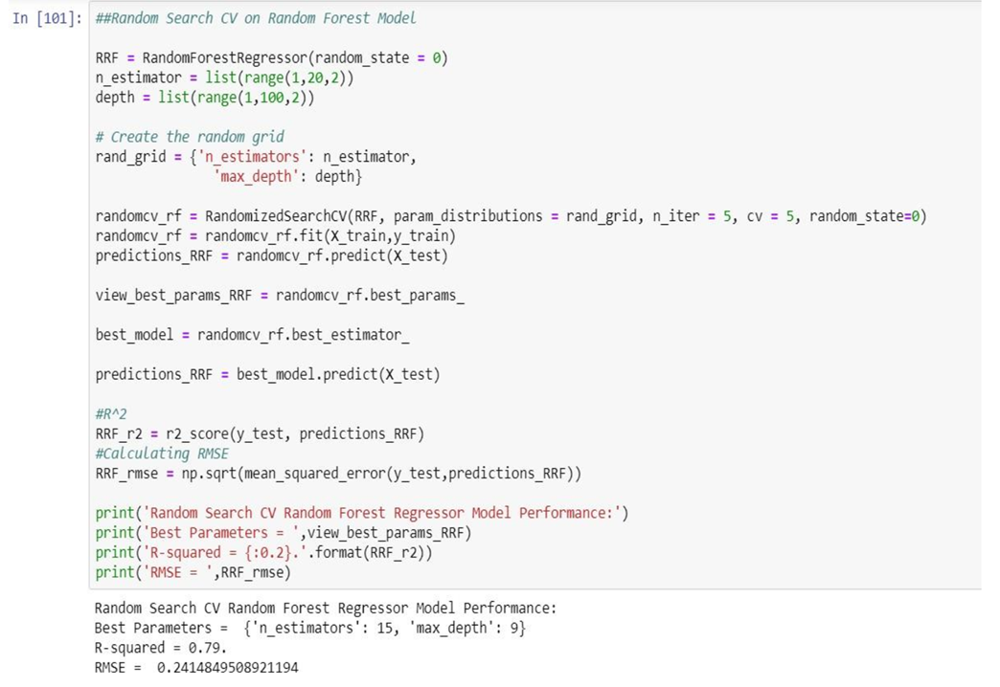 In [101]: ##Random Search CV on Random Forest Model
RRF = RandomForestRegressor(random_state = 0)
n_estimator = list(range(1,20,2))
depth = list(range(1,100,2))
# Create the random grid
rand_grid = {'n_estimators': n_estimator,
'max_depth': depth}
randomcv_rf = RandomizedSearchCV(RRF, param_distributions = rand_grid, n_iter = 5, cv = 5, random_state=0)
randomcv_rf = randomcv_rf.fit(X_train,y_train)
predictions_RRF = randomcv_rf.predict(X_test)
view_best_params_RRF = randomcv_rf.best_params_
best_model = randomcv_rf.best_estimator_
predictions_RRF = best_model.predict(X_test)
#R^2
RRF_r2 = r2_score(y_test, predictions_RRF)
#Calculating RMSE
RRF_rmse = np.sqrt(mean_squared_error(y_test,predictions_RRF))
print('Random Search CV Random Forest Regressor Model Performance:')
print('Best Parameters = ',view_best_params_RRF)
print('R-squared = {:0.2}.'.format(RRF_r2))
print('RMSE = ',RRF_rmse)
Random Search CV Random Forest Regressor Model Performance:
Best Parameters =  {'n_estimators': 15, 'max_depth': 9}
R-squared = 0.79.
RMSE =  0.2414849508921194